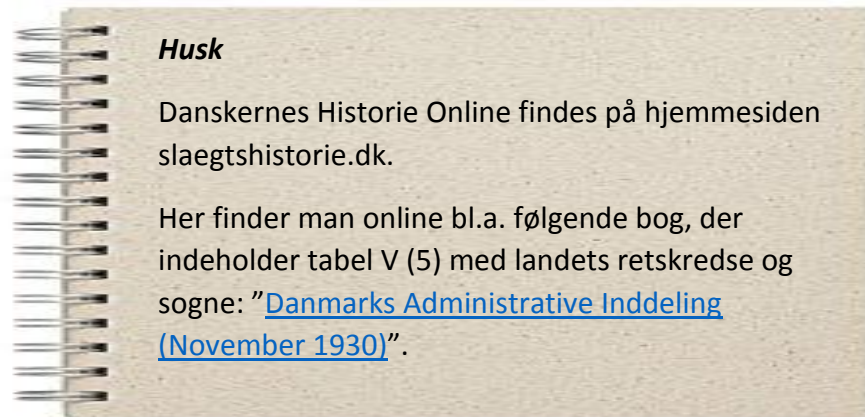 Husk
Danskernes Historie Online findes på hjemmesiden
slaegtshistorie.dk.
Her finder man online bl.a. følgende bog, der
indeholder tabel V (5) med landets retskredse og
sogne: ”Danmarks Administrative Inddeling
(November 1930)”.